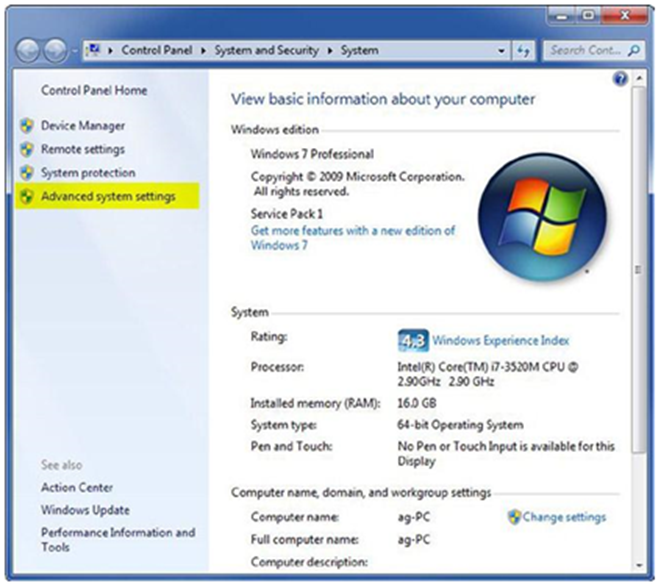 Control Panel ▸ System and Security ▸ System
Search Cont...
Control Panel Home
Device Manager
Remote settings
System protection
Advanced system settings
See also
Action Center
Windows Update
Performance Information and
Tools
View basic information about your computer
Windows edition
Windows 7 Professional
Copyright © 2009 Microsoft Corporation.
All rights reserved.
Service Pack 1
Get more features with a new edition of
Windows 7
System
Rating:
4.3 Windows Experience Index
Processor:
Intel(R) Core(TM) i7-3520M CPU @
2.90GHz 2.90 GHz
Installed memory (RAM):
16.0 GB
System type:
64-bit Operating System
Pen and Touch:
No Pen or Touch Input is available for this
Display
Computer name, domain, and workgroup settings
Computer name:
ag-PC
Change settings
Full computer name:
ag-PC
Computer description: